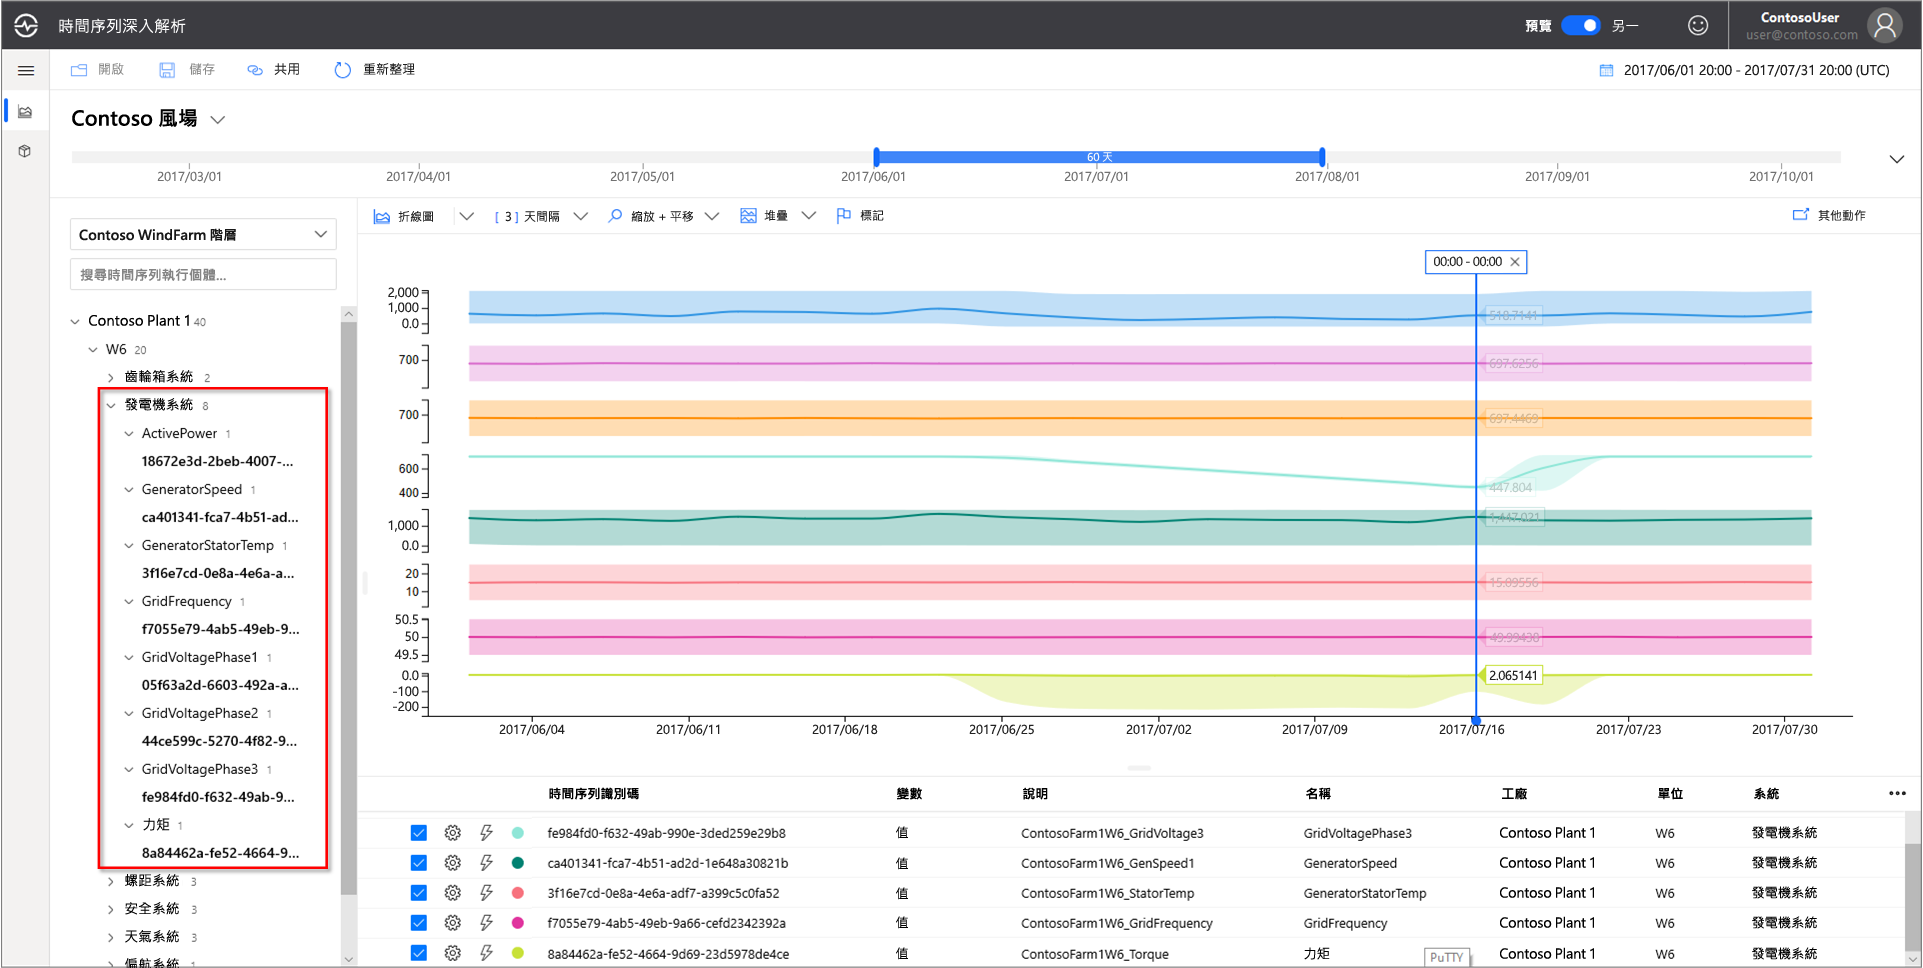 時間序列深入解析
預覽
另一
ContosoUser
user@contoso.com
開啟
儲存
共用
重新整理
2017/06/01 20:00 - 2017/07/31 20:00 (UTC)
Contoso 風場
60 天
2017/03/01 2017/04/01 2017/05/01 2017/06/01 2017/07/01 2017/08/01 2017/09/01 2017/10/01
Contoso WindFarm 階層
搜尋時間序列執行個體...
Contoso Plant 1 40
W6 20
齒輪箱系統 2
發電機系統 8
ActivePower 1
18672e3d-2beb-4007-...
GeneratorSpeed 1
ca401341-fca7-4b51-ad...
GeneratorStatorTemp 1
3f16e7cd-0e8a-4e6a-a...
GridFrequency 1
f7055e79-4ab5-49eb-9...
GridVoltagePhase1 1
05f63a2d-6603-492a-a...
GridVoltagePhase2 1
44ce599c-5270-4f82-9...
GridVoltagePhase3 1
fe984fd0-f632-49ab-9...
力矩 1
8a84462a-fe52-4664-9...
螺距系統 3
安全系統 3
天氣系統 3
偏航系統 1
折線圖
[ 3 ] 天間隔
縮放 + 平移
堆疊
標記
其他動作
00:00 - 00:00
2,000
1,000
0.0
518.7141
700
697.6256
700
697.4469
600
400
447.804
1,000
0.0
1,447.021
20
10
15.09556
50.5
50
49.5
49.99438
0.0
-100
-200
2.065141
2017/06/04 2017/06/11 2017/06/18 2017/06/25 2017/07/02 2017/07/09 2017/07/16 2017/07/23 2017/07/30
時間序列識別碼 變數 說明 名稱 工廠 單位 系統
fe984fd0-f632-49ab-990e-3ded259e29b8 值 ContosoFarm1W6_GridVoltage3 GridVoltagePhase3 Contoso Plant 1 W6 發電機系統
ca401341-fca7-4b51-ad2d-1e648a30821b 值 ContosoFarm1W6_GenSpeed1 GeneratorSpeed Contoso Plant 1 W6 發電機系統
3f16e7cd-0e8a-4e6a-adf7-a399c5c0fa52 值 ContosoFarm1W6_StatorTemp GeneratorStatorTemp Contoso Plant 1 W6 發電機系統
f7055e79-4ab5-49eb-9a66-cefd2342392a 值 ContosoFarm1W6_GridFrequency GridFrequency Contoso Plant 1 W6 發電機系統
8a84462a-fe52-4664-9d69-23d5978de4ce 值 ContosoFarm1W6_Torque 力矩 Contoso Plant 1 W6 發電機系統
PuTTY